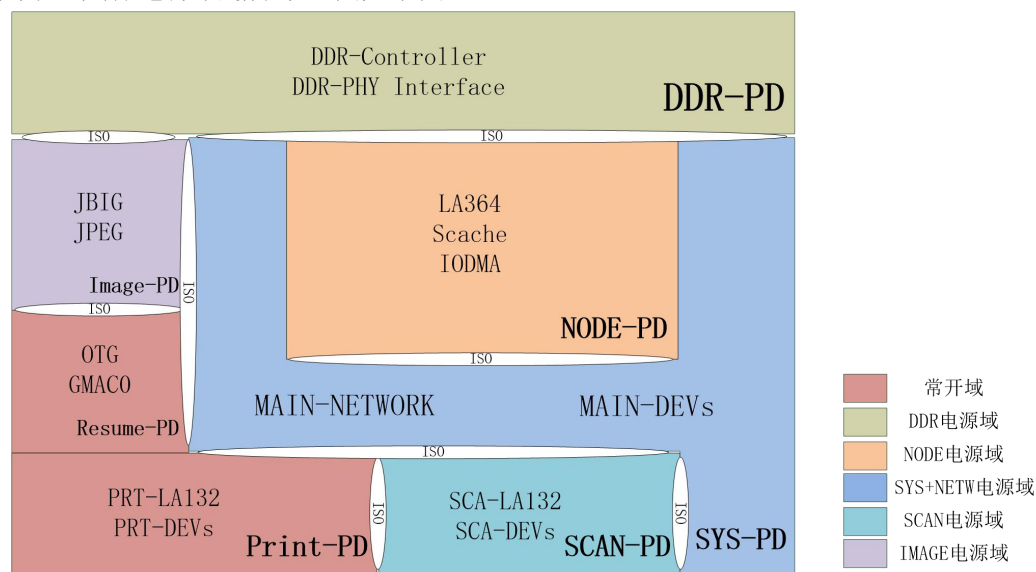 DDR-Controller
DDR-PHY Interface
DDR-PD
ISO
ISO
JBIG
JPEG
Image-PD
ISO
LA364
Scache
IODMA
NODE-PD
ISO
ISO
OTG
GMAC0
Resume-PD
MAIN-NETWORK
MAIN-DEVs
ISO
PRT-LA132
PRT-DEVs
Print-PD
ISO
SCA-LA132
SCA-DEVs
SCAN-PD
ISO
SYS-PD
常开域
DDR电源域
NODE电源域
SYS+NETW电源域
SCAN电源域
IMAGE电源域